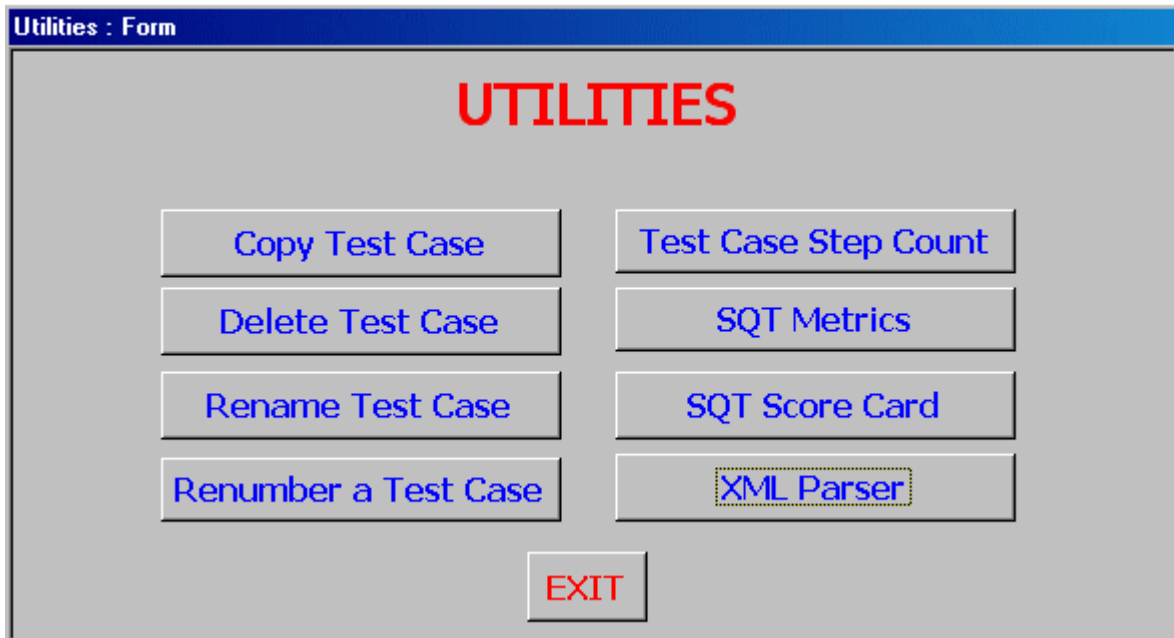 Utilities : Form
UTILITIES
Copy Test Case
Test Case Step Count
Delete Test Case
SQT Metrics
Rename Test Case
SQT Score Card
Renumber a Test Case
XML Parser
EXIT